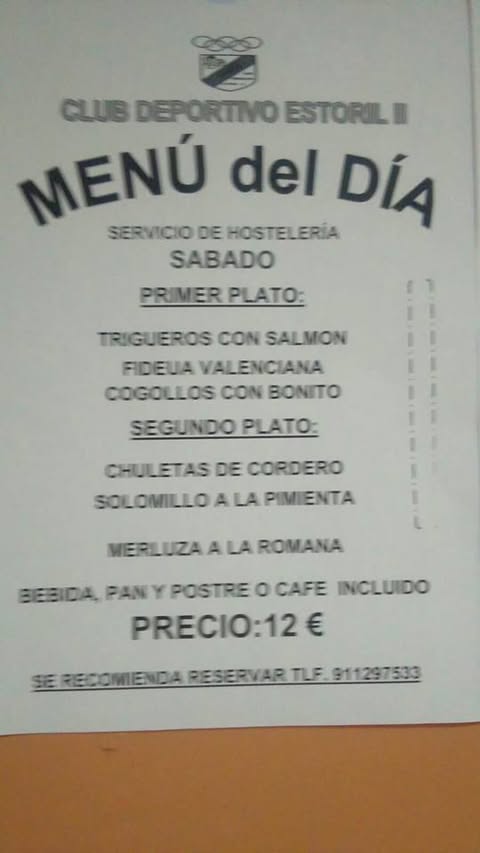 CLUB DEPORTIVO ESTORIL II
MENÚ del DÍA
SERVICIO DE HOSTELERÍA
SABADO
PRIMER PLATO:
TRIGUEROS CON SALMON
FIDEUA VALENCIANA
COGOLLOS CON BONITO
SEGUNDO PLATO:
CHULETAS DE CORDERO
SOLOMILLO A LA PIMIENTA
MERLUZA A LA ROMANA
BEBIDA, PAN Y POSTRE O CAFE INCLUIDO
PRECIO:12 €
SE RECOMIENDA RESERVAR TLF. 911297533